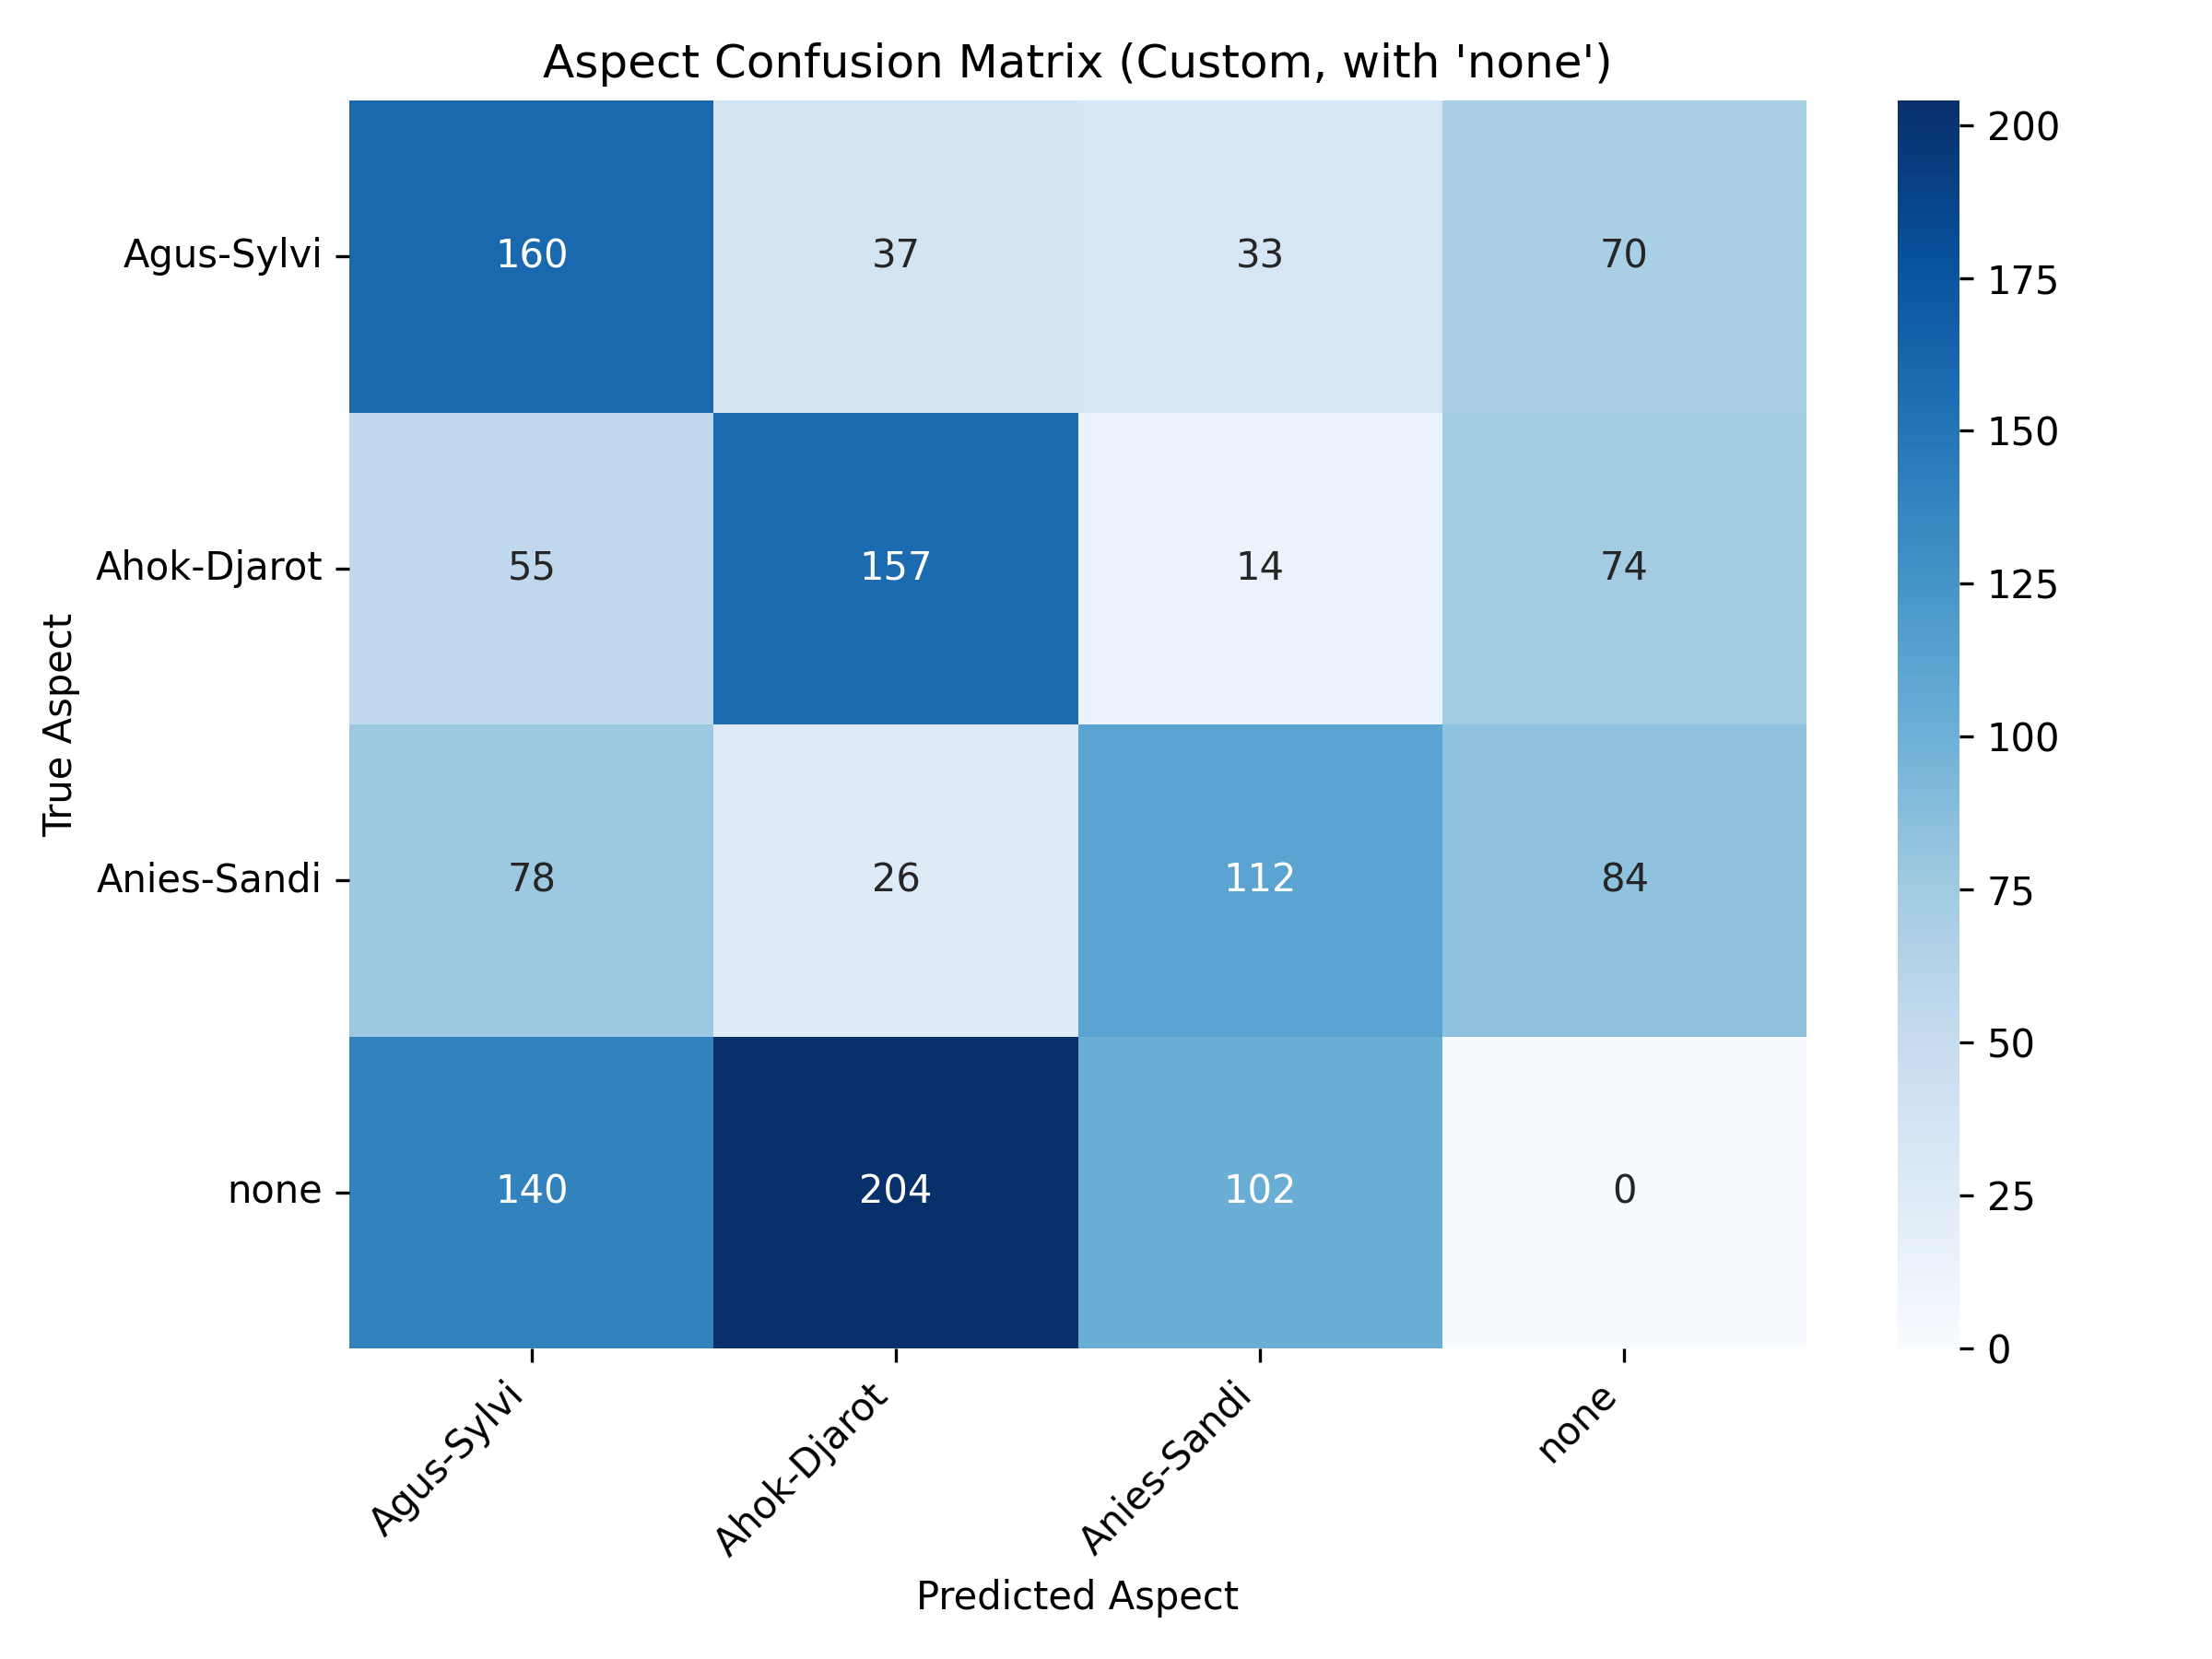 Aspect Confusion Matrix (Custom, with 'none')
True Aspect
Agus-Sylvi 160 37 33 70
Ahok-Djarot 55 157 14 74
Anies-Sandi 78 26 112 84
none 140 204 102 0
Agus-Sylvi Ahok-Djarot Anies-Sandi none
Predicted Aspect
200
175
150
125
100
75
50
25
0